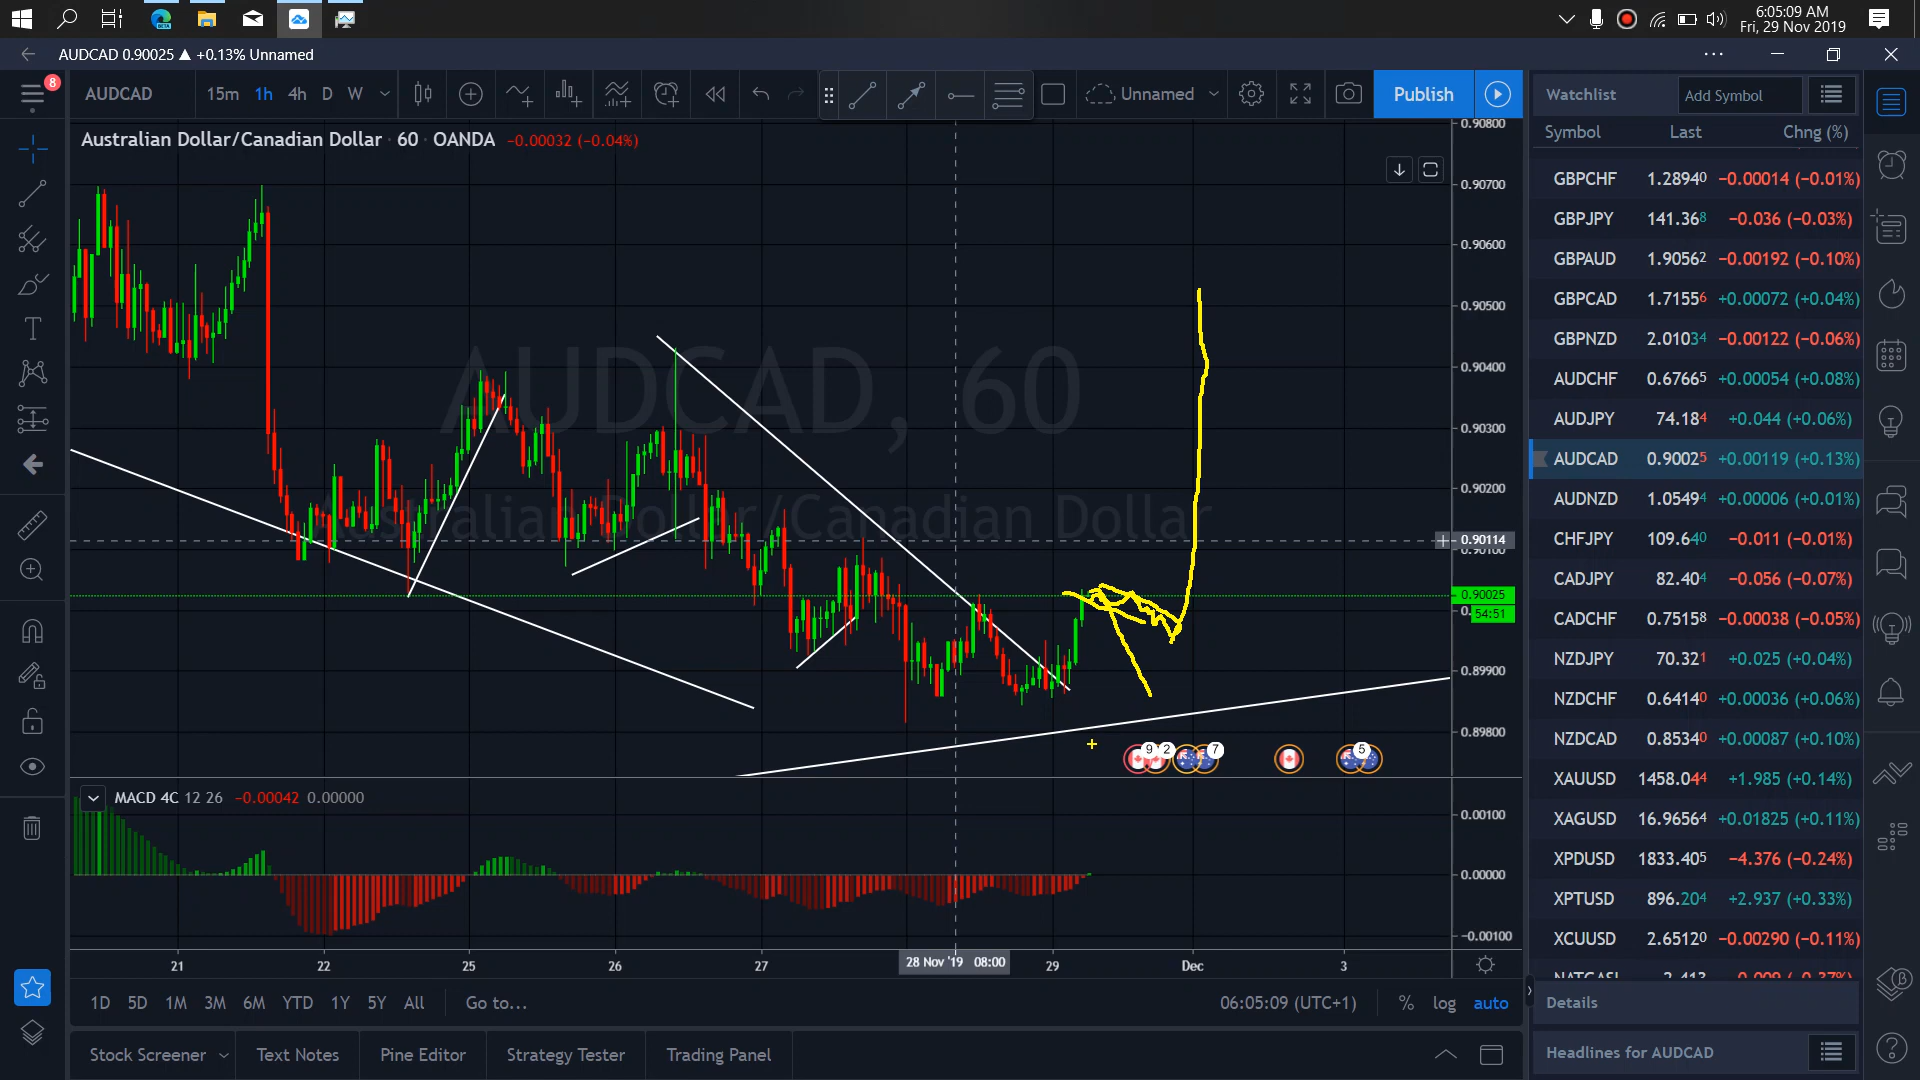 6:05:09 AM
Fri, 29 Nov 2019
AUDCAD 0.90025 ▲ +0.13% Unnamed
8
AUDCAD 15m 1h 4h D W Unnamed Publish
Watchlist Add Symbol
Symbol Last Chng (%)
Australian Dollar/Canadian Dollar · 60 · OANDA −0.00032 (−0.04%)
AUDCAD, 60
Australian Dollar/Canadian Dollar
0.90800
0.90700
0.90600
0.90500
0.90400
0.90300
0.90200
0.90114
0.90100
0.90025
54:51
0.89900
0.89800
9 2 7 5
GBPCHF 1.28940 −0.00014 (−0.01%)
GBPJPY 141.368 −0.036 (−0.03%)
GBPAUD 1.90562 −0.00192 (−0.10%)
GBPCAD 1.71556 +0.00072 (+0.04%)
GBPNZD 2.01034 −0.00122 (−0.06%)
AUDCHF 0.67665 +0.00054 (+0.08%)
AUDJPY 74.184 +0.044 (+0.06%)
AUDCAD 0.90025 +0.00119 (+0.13%)
AUDNZD 1.05494 +0.00006 (+0.01%)
CHFJPY 109.640 −0.011 (−0.01%)
CADJPY 82.404 −0.056 (−0.07%)
CADCHF 0.75158 −0.00038 (−0.05%)
NZDJPY 70.321 +0.025 (+0.04%)
NZDCHF 0.64140 +0.00036 (+0.06%)
NZDCAD 0.85340 +0.00087 (+0.10%)
XAUUSD 1458.044 +1.985 (+0.14%)
XAGUSD 16.96564 +0.01825 (+0.11%)
XPDUSD 1833.405 −4.376 (−0.24%)
XPTUSD 896.204 +2.937 (+0.33%)
XCUUSD 2.65120 −0.00290 (−0.11%)
MACD 4C 12 26 −0.00042 0.00000
0.00100
0.00000
−0.00100
21 22 25 26 27 28 Nov '19 08:00 29 Dec 3
1D 5D 1M 3M 6M YTD 1Y 5Y All Go to... 06:05:09 (UTC+1) % log auto
Details
Stock Screener Text Notes Pine Editor Strategy Tester Trading Panel
Headlines for AUDCAD